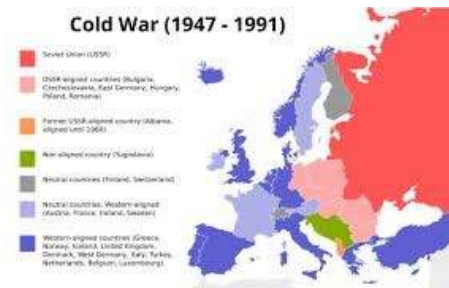 Cold War (1947 - 1991)
Soviet Union (USSR)
USSR-aligned countries (Bulgaria,
Czechoslovakia, East Germany, Hungary,
Poland, Romania)
Former USSR-aligned country (Albania,
aligned until 1960)
Non-aligned country (Yugoslavia)
Neutral countries (Finland, Switzerland)
Neutral countries, Western-aligned
(Austria, France, Ireland, Sweden)
Western-aligned countries (Greece,
Norway, Iceland, United Kingdom,
Denmark, West Germany, Italy, Turkey,
Netherlands, Belgium, Luxembourg)